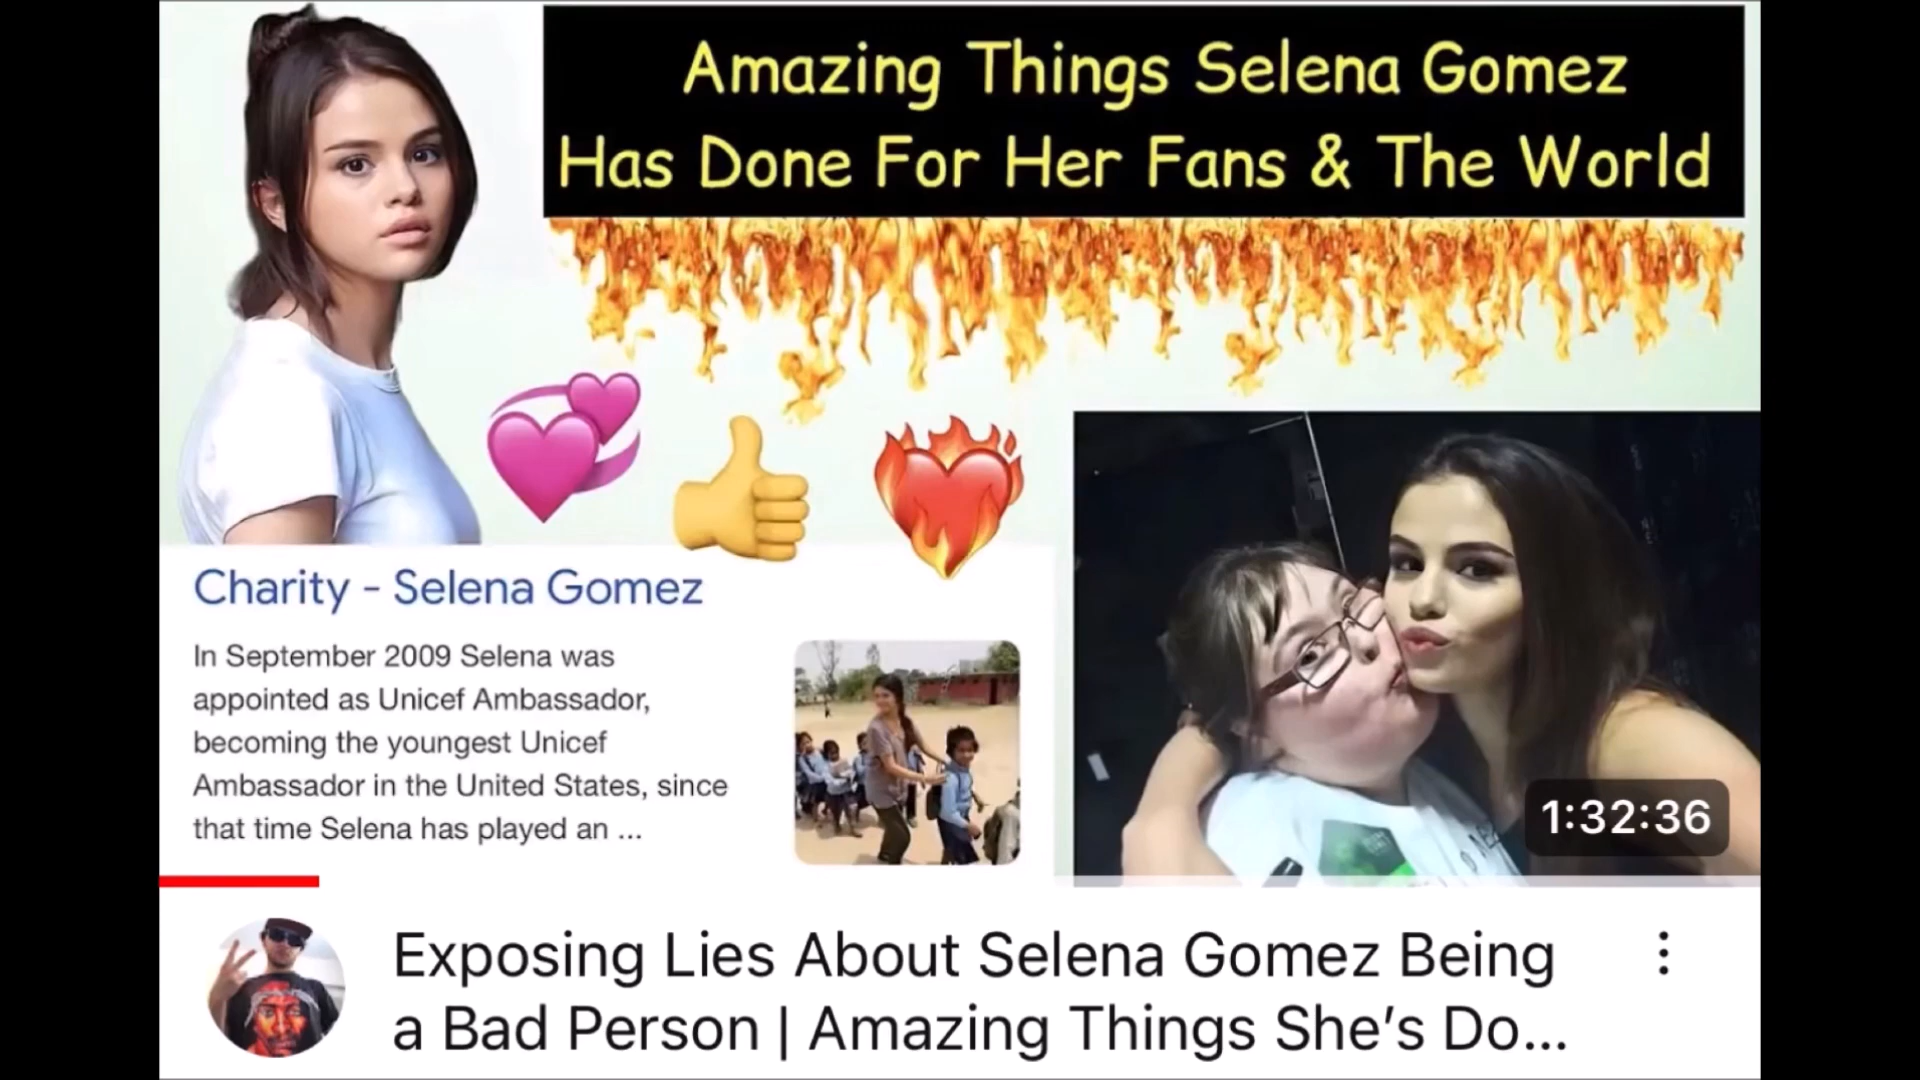 Amazing Things Selena Gomez
Has Done For Her Fans & The World
Charity - Selena Gomez
In September 2009 Selena was
appointed as Unicef Ambassador,
becoming the youngest Unicef
Ambassador in the United States, since
that time Selena has played an ...
1:32:36
Exposing Lies About Selena Gomez Being
a Bad Person | Amazing Things She’s Do...